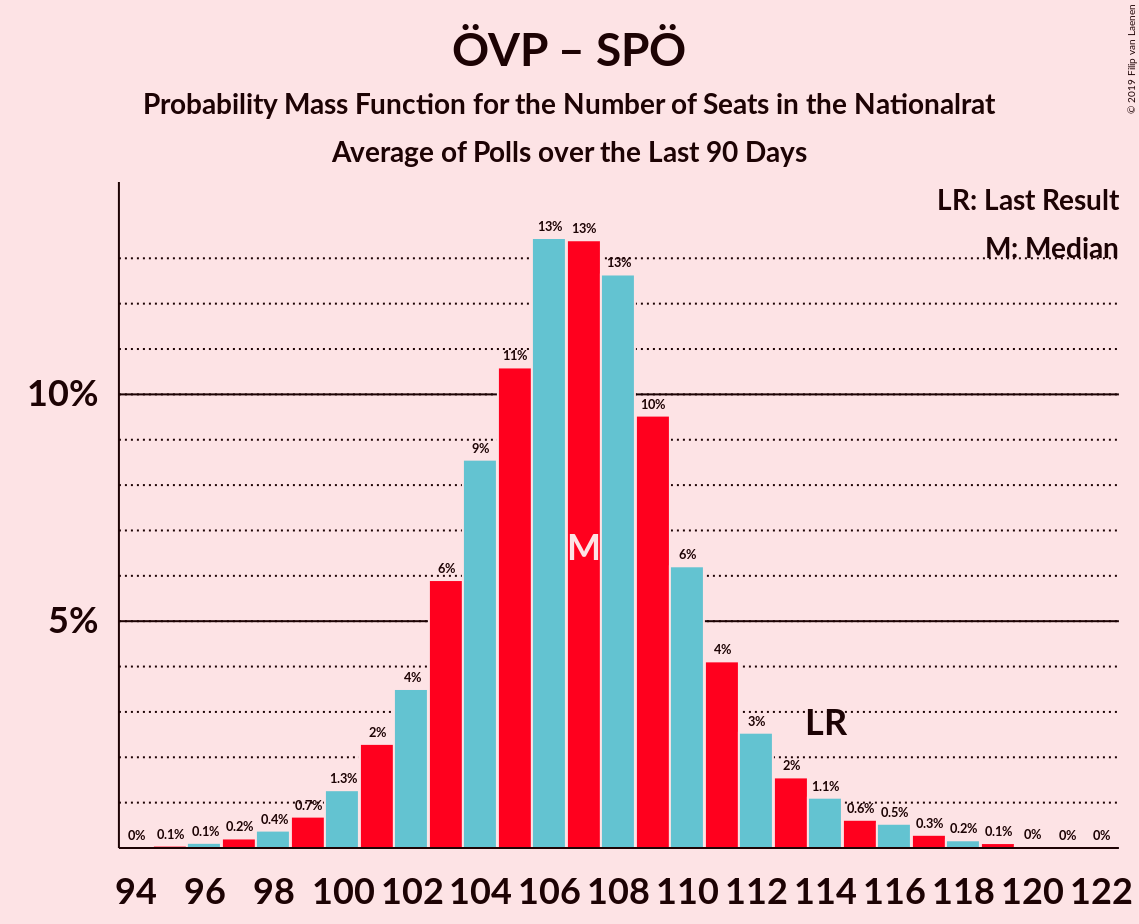 ÖVP – SPÖ
Probability Mass Function for the Number of Seats in the Nationalrat
Average of Polls over the Last 90 Days
© 2019 Filip van Laenen
LR: Last Result
M: Median
13% 13%
13%
11%
10%
10%
9%
M
6%
6%
5%
4%
4%
3%
LR
2%
2%
1.3%
1.1%
0% 0.1% 0.1% 0.2% 0.4% 0.7%
0.6% 0.5% 0.3% 0.2% 0.1% 0% 0% 0%
94 96 98 100 102 104 106 108 110 112 114 116 118 120 122